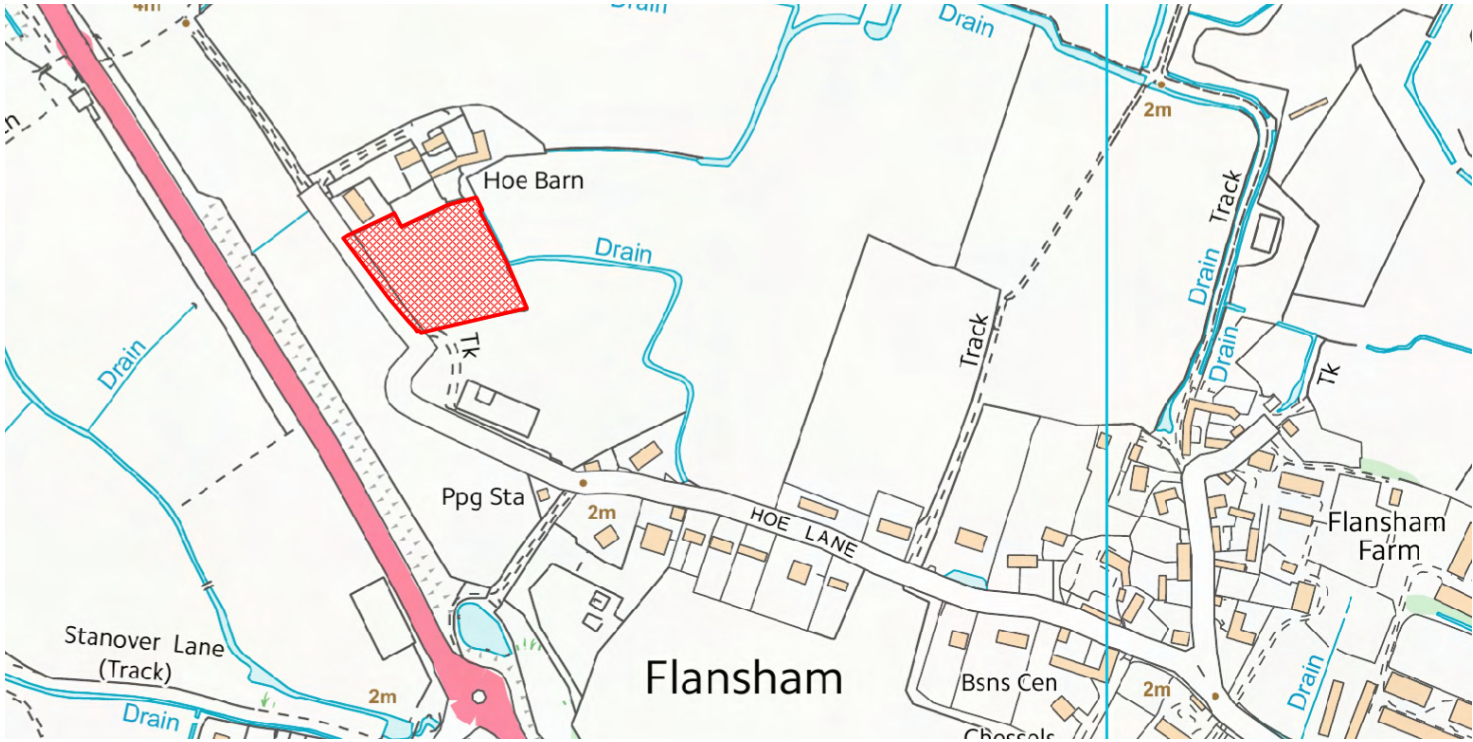 4m
Drain
Drain
2m
n
Hoe Barn
Track
Drain
Drain
Drain
Track
Tk
Drain
Tk
Ppg Sta
2m
HOE LANE
Flansham
Farm
Stanover Lane
(Track)
2m
Drain
Flansham
Bsns Cen
2m
Drain
Chessels